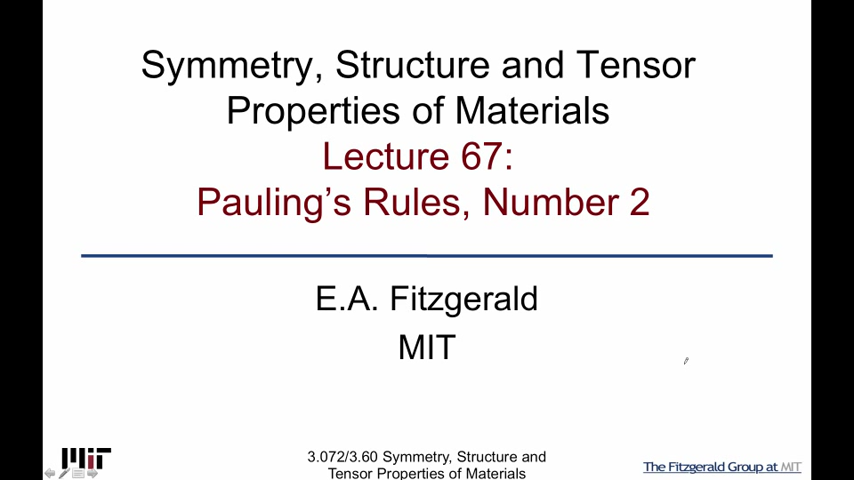 Symmetry, Structure and Tensor
Properties of Materials
Lecture 67:
Pauling’s Rules, Number 2
E.A. Fitzgerald
MIT
MIT
3.072/3.60 Symmetry, Structure and
Tensor Properties of Materials
The Fitzgerald Group at MIT